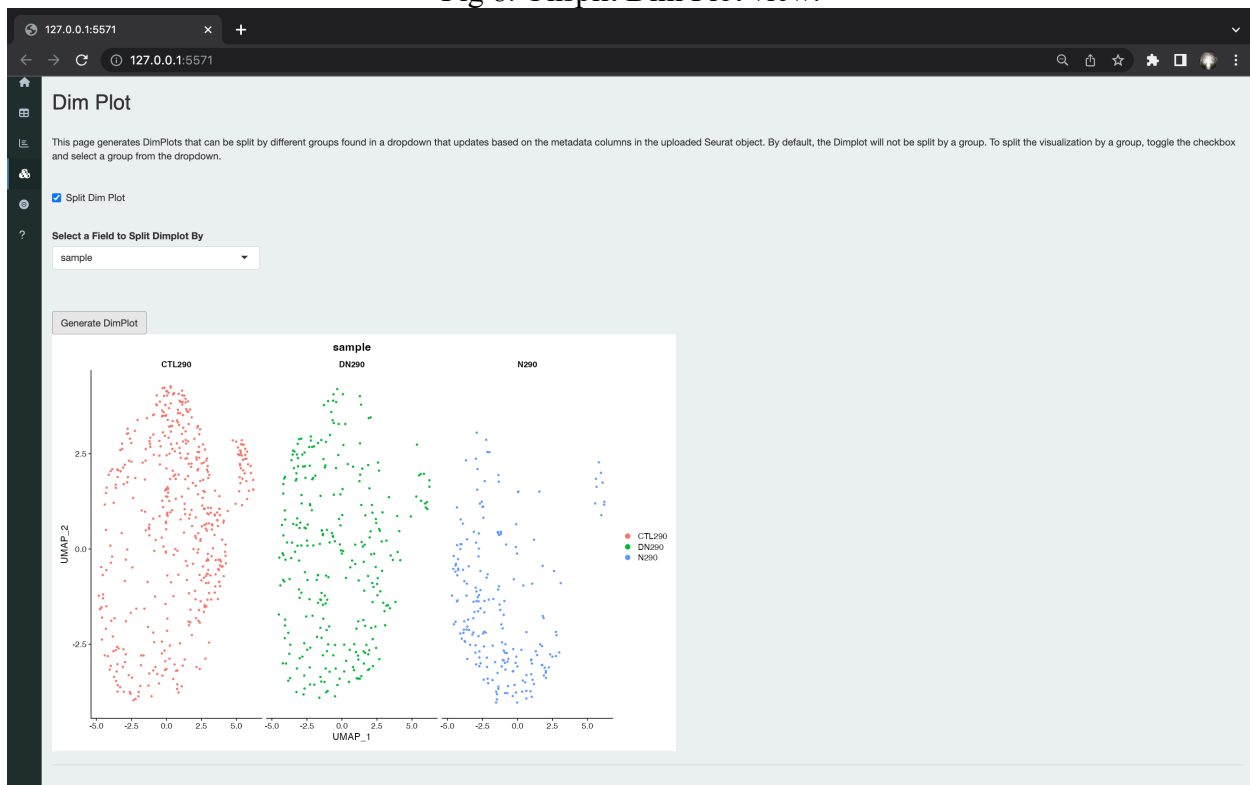 127.0.0.1:5571
127.0.0.1:5571
Dim Plot
This page generates DimPlots that can be split by different groups found in a dropdown that updates based on the metadata columns in the uploaded Seurat object. By default, the Dimplot will not be split by a group. To split the visualization by a group, toggle the checkbox
and select a group from the dropdown.
Split Dim Plot
?
Select a Field to Split Dimplot By
sample
Generate DimPlot
sample
CTL290 DN290 N290
2.5
0.0
-2.5
UMAP_2
CTL290
DN290
N290
-5.0 -2.5 0.0 2.5 5.0 -5.0 -2.5 0.0 2.5 5.0 -5.0 -2.5 0.0 2.5 5.0
UMAP_1